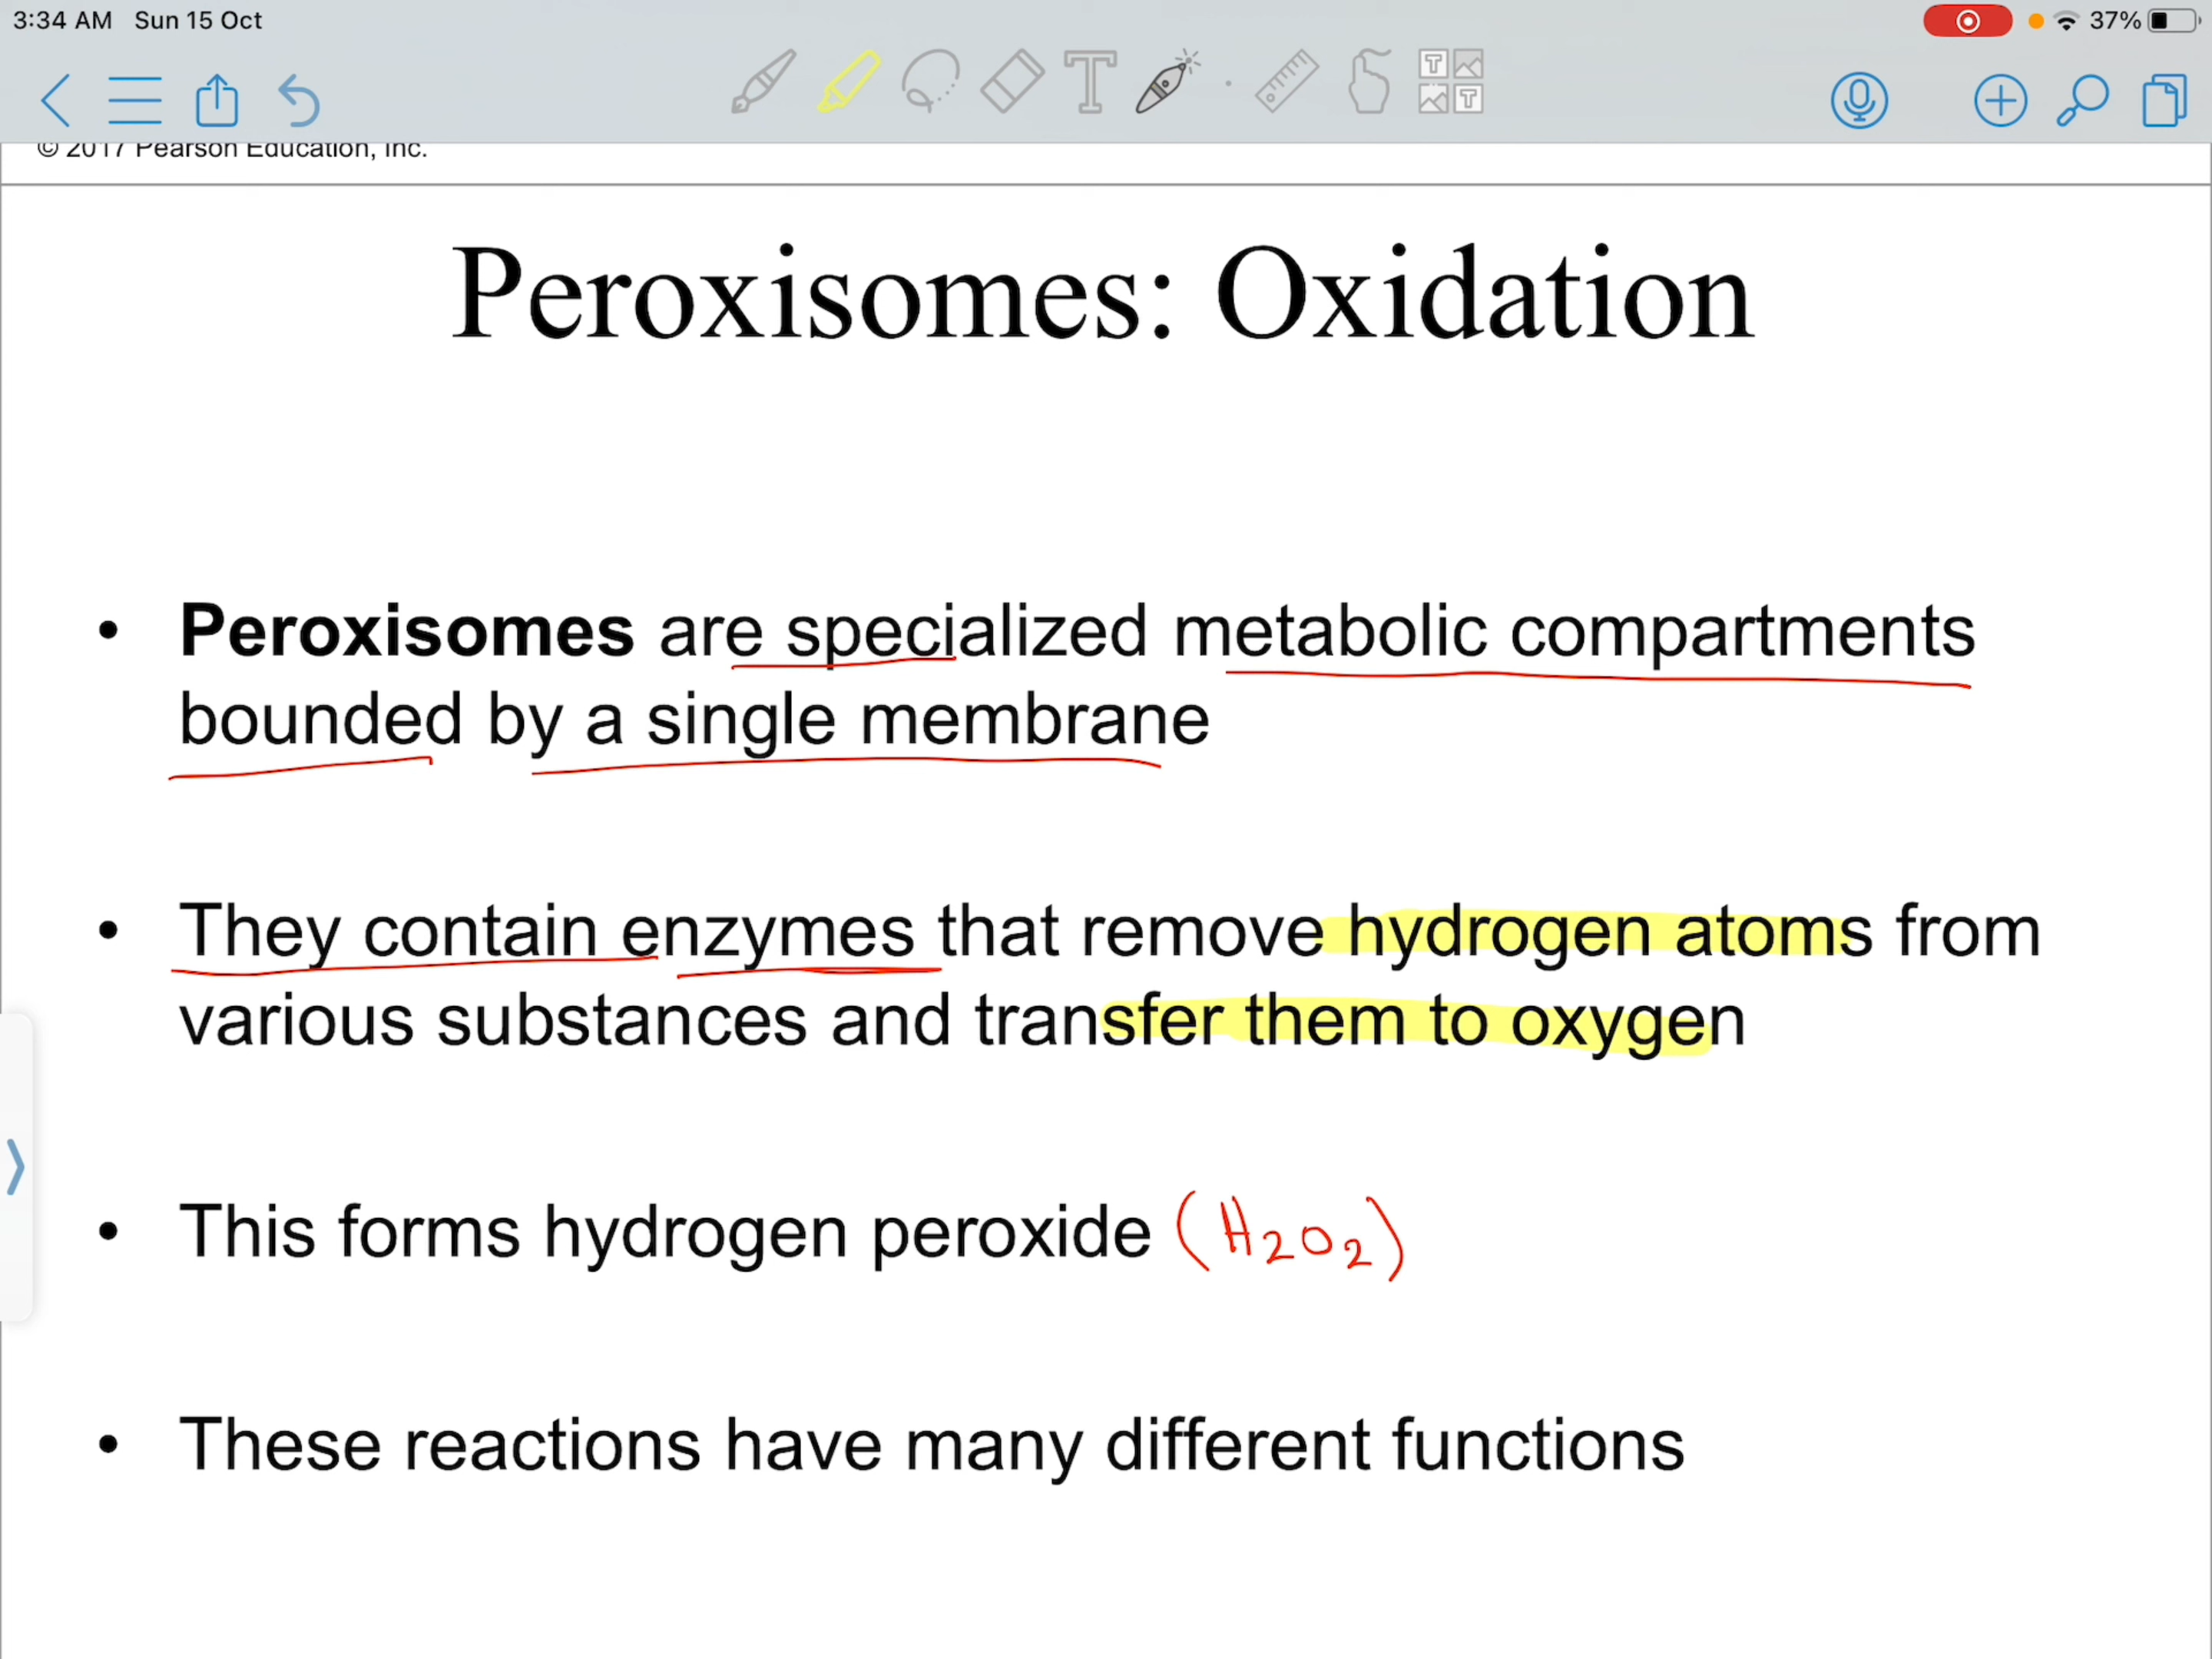 3:34 AM Sun 15 Oct 37%
© 2017 Pearson Education, Inc.
Peroxisomes: Oxidation
• Peroxisomes are specialized metabolic compartments
bounded by a single membrane
• They contain enzymes that remove hydrogen atoms from
various substances and transfer them to oxygen
• This forms hydrogen peroxide (H2O2)
• These reactions have many different functions